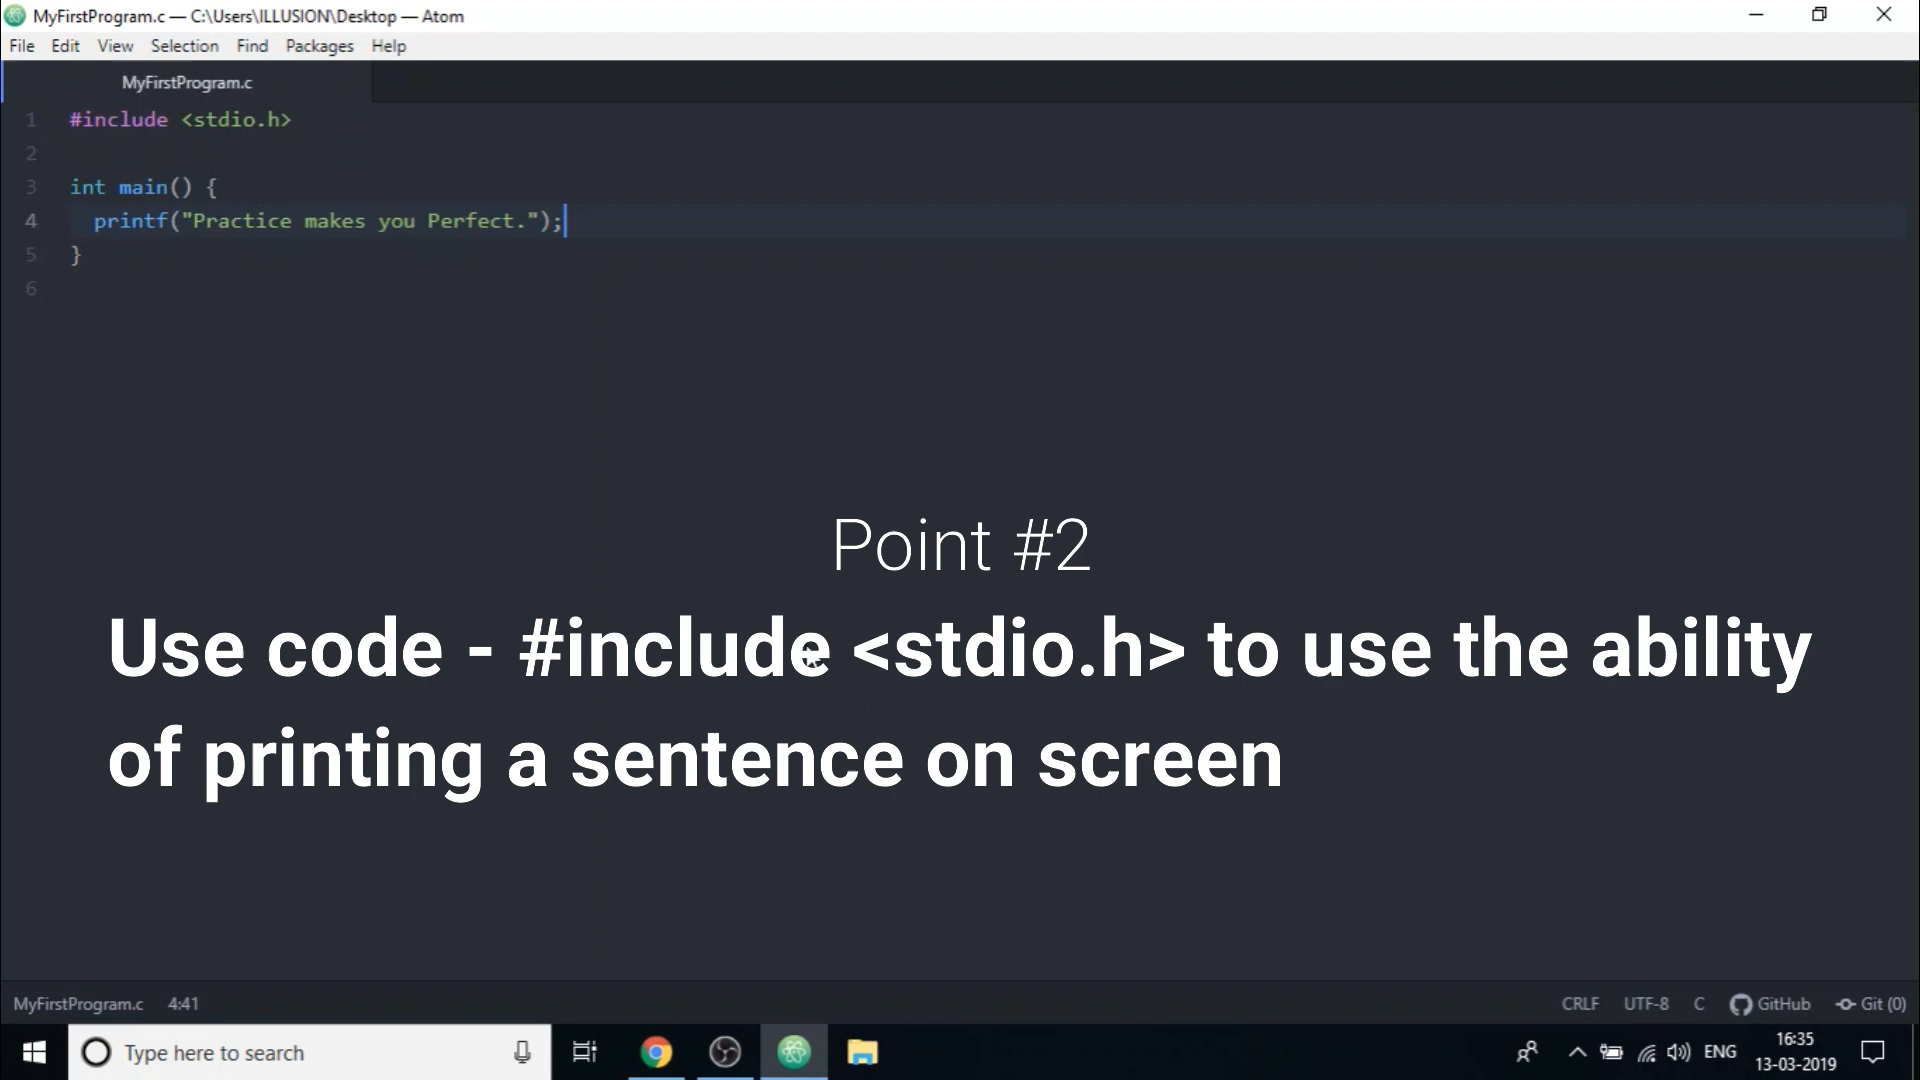 MyFirstProgram.c — C:\Users\ILLUSION\Desktop — Atom
File Edit View Selection Find Packages Help
MyFirstProgram.c
1 #include <stdio.h>
2
3 int main() {
4 printf("Practice makes you Perfect.");
5 }
6
Point #2
Use code - #include <stdio.h> to use the ability
of printing a sentence on screen
MyFirstProgram.c 4:41 CRLF UTF-8 C GitHub Git (0)
Type here to search ENG 16:35
13-03-2019